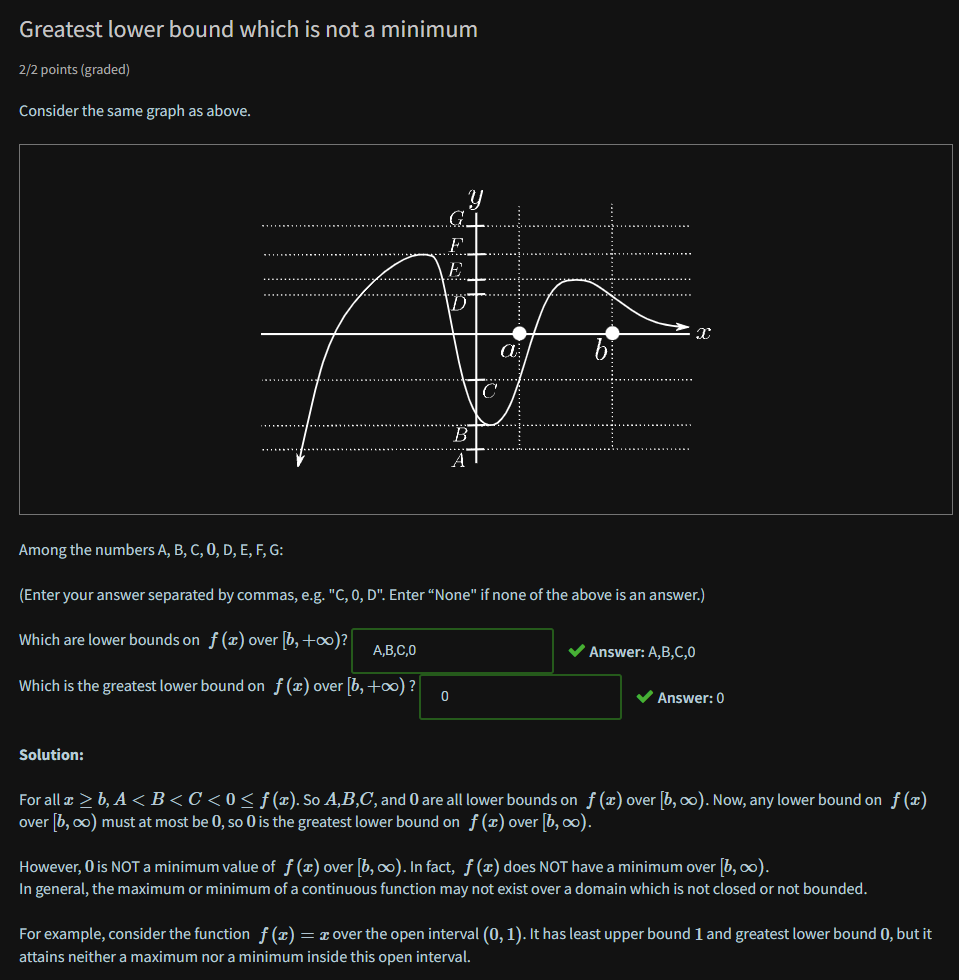 Greatest lower bound which is not a minimum
2/2 points (graded)
Consider the same graph as above.
y
G
F
E
D
x
a
b
C
B
A
Among the numbers A, B, C, 0, D, E, F, G:
(Enter your answer separated by commas, e.g. "C, 0, D". Enter “None” if none of the above is an answer.)
Which are lower bounds on f(x) over [b, +∞)? A,B,C,0 Answer: A,B,C,0
Which is the greatest lower bound on f(x) over [b, +∞) ? 0 Answer: 0
Solution:
For all x ≥ b, A < B < C < 0 ≤ f(x). So A,B,C, and 0 are all lower bounds on f(x) over [b, ∞). Now, any lower bound on f(x)
over [b, ∞) must at most be 0, so 0 is the greatest lower bound on f(x) over [b, ∞).
However, 0 is NOT a minimum value of f(x) over [b, ∞). In fact, f(x) does NOT have a minimum over [b, ∞).
In general, the maximum or minimum of a continuous function may not exist over a domain which is not closed or not bounded.
For example, consider the function f(x) = x over the open interval (0, 1). It has least upper bound 1 and greatest lower bound 0, but it
attains neither a maximum nor a minimum inside this open interval.